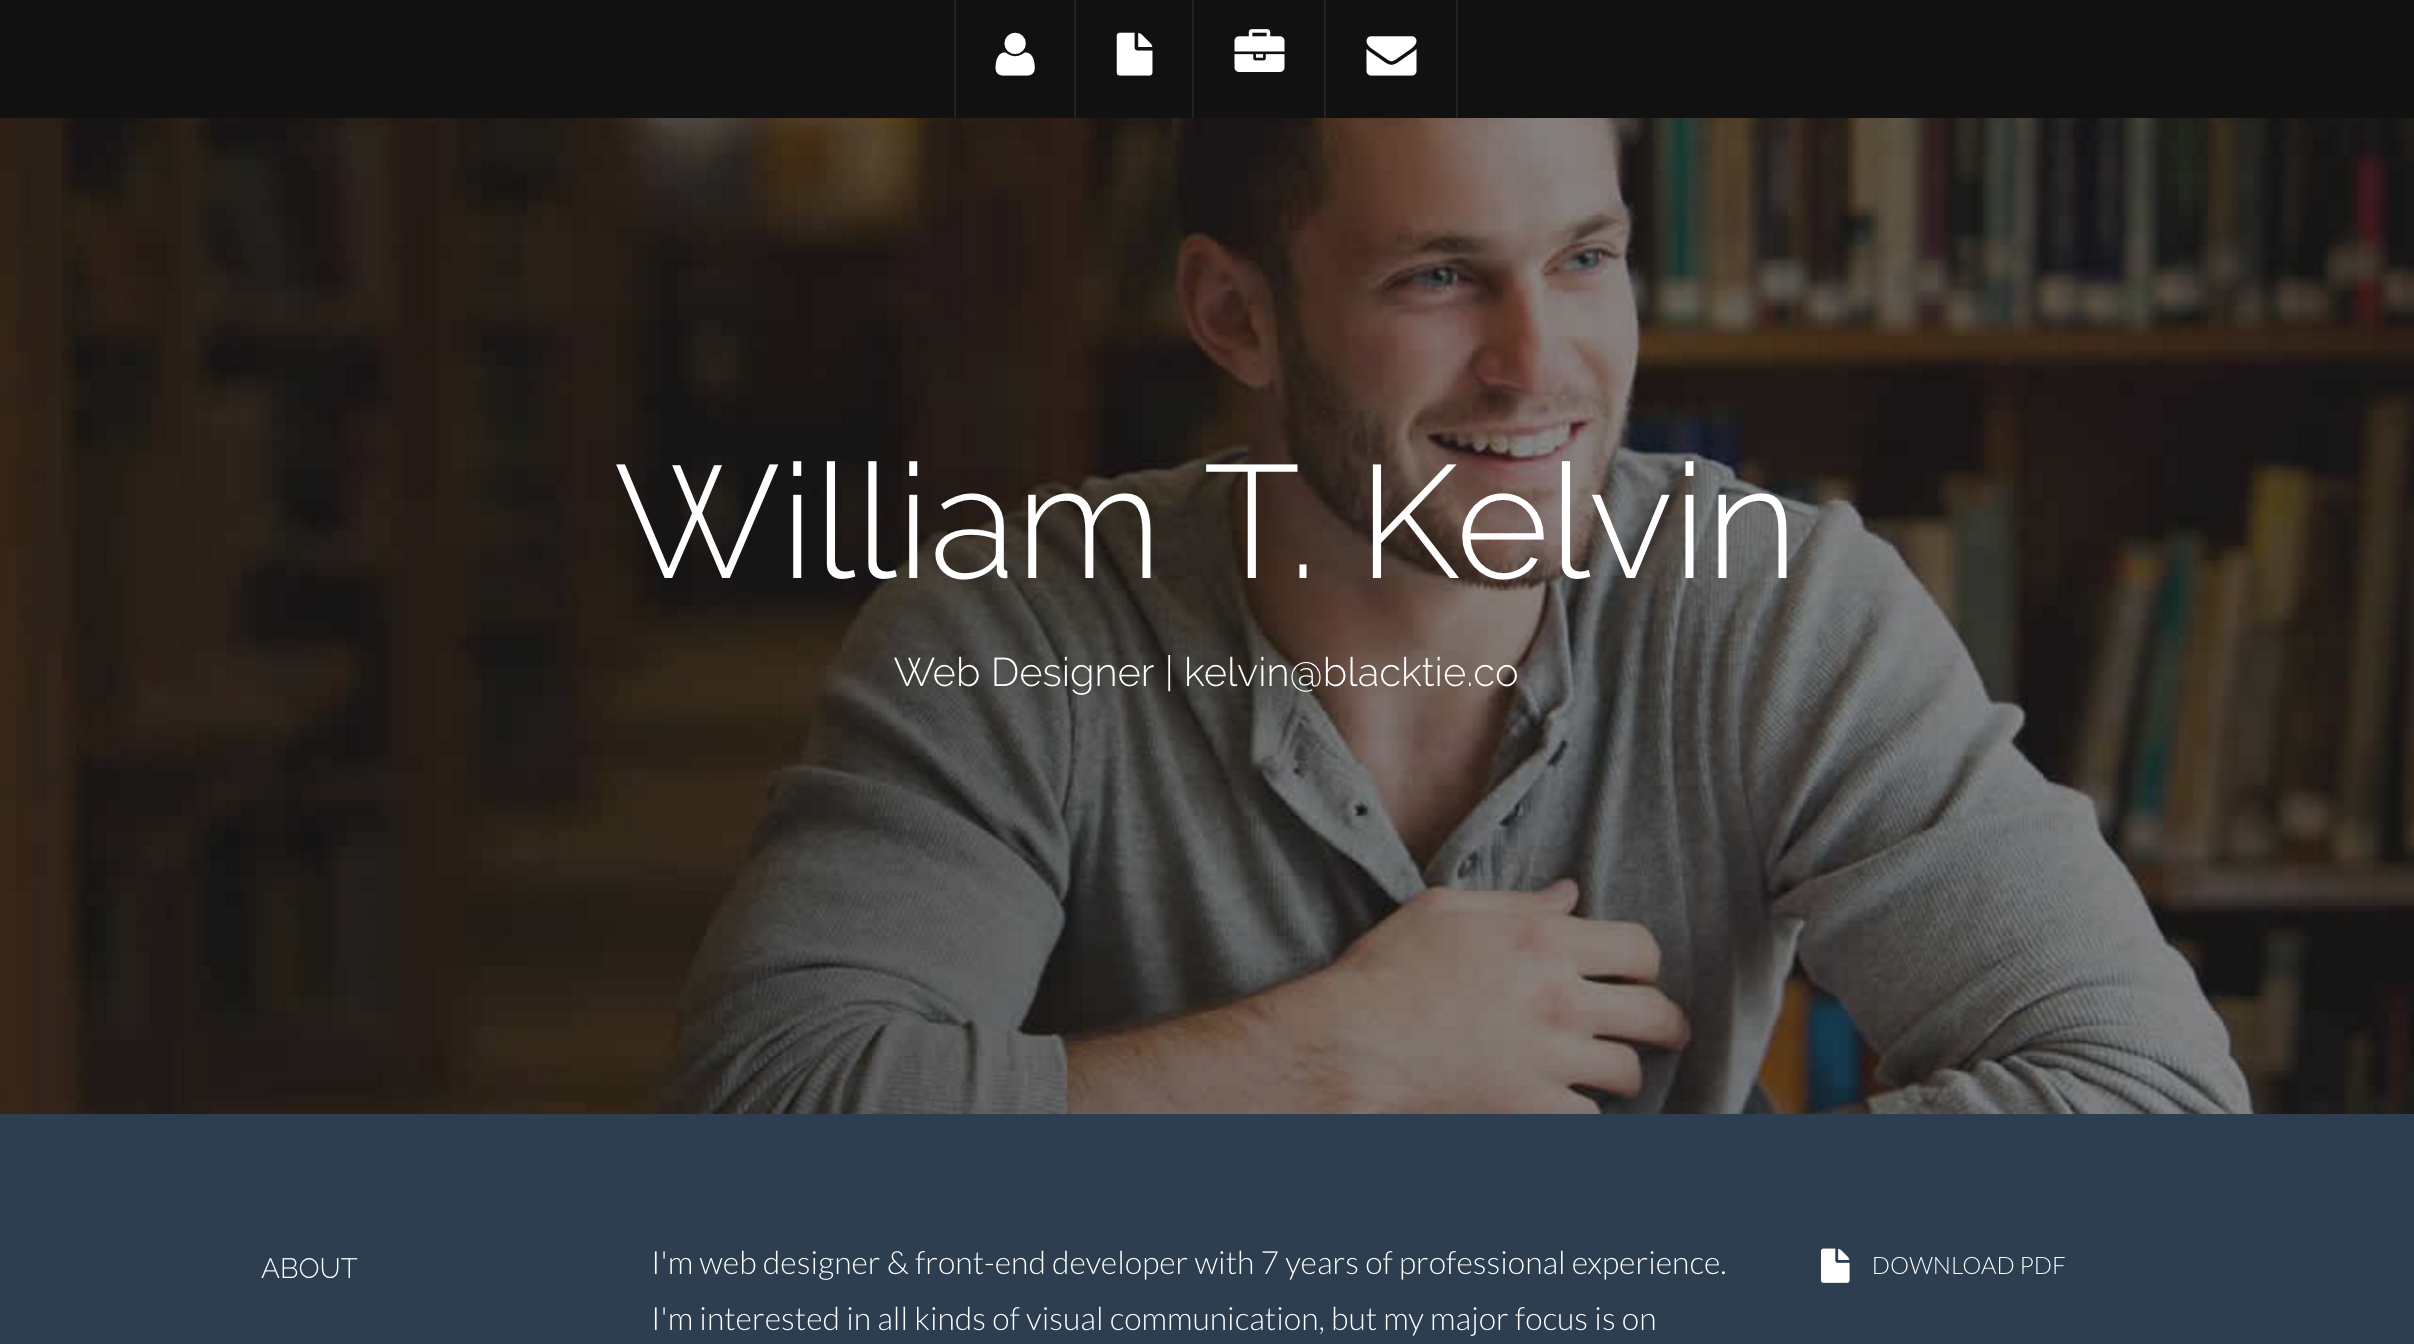 William T. Kelvin
Web Designer | kelvin@blacktie.co
ABOUT
I'm web designer & front-end developer with 7 years of professional experience.
I'm interested in all kinds of visual communication, but my major focus is on
DOWNLOAD PDF